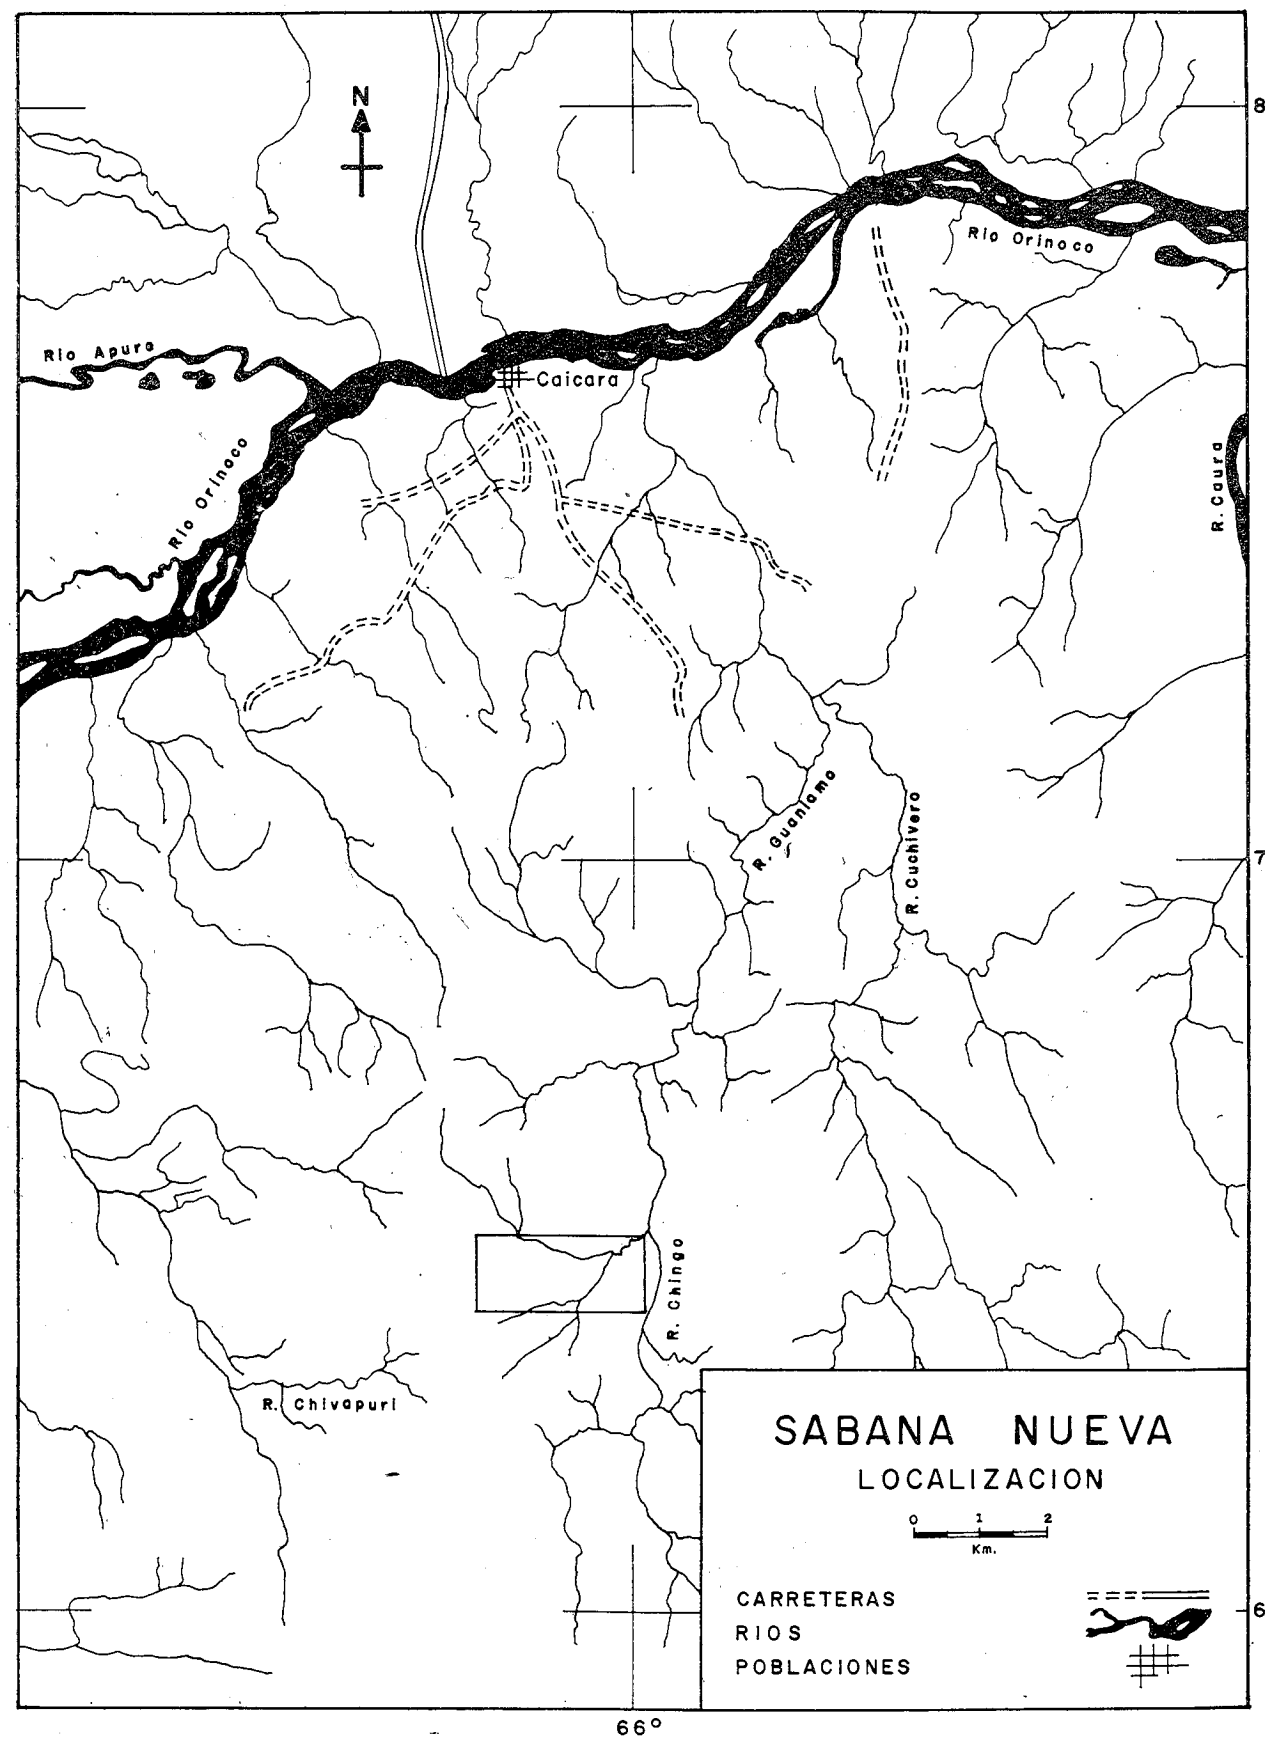 N
8
Rio Orinoco
Rio Apure
Caicara
Rio Orinoco
R. Caura
R. Guaniamo
R. Cuchivero
7
R. Chingo
R. Chivapuri
SABANA NUEVA
LOCALIZACION
0 1 2
Km.
CARRETERAS
RIOS
POBLACIONES
6
66°